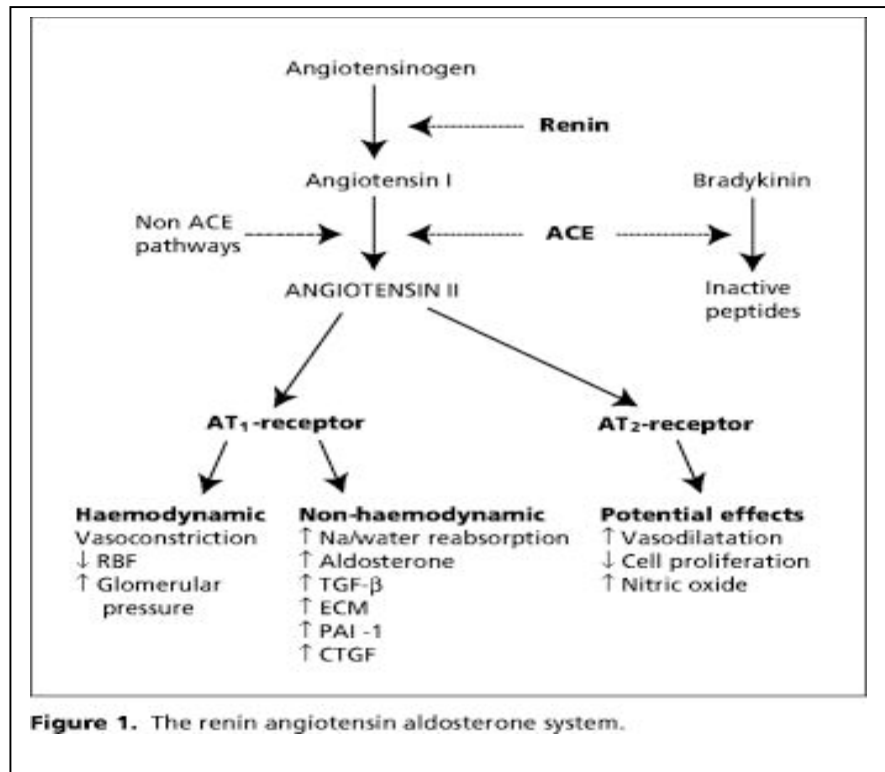 Angiotensinogen
Renin
Angiotensin I
Bradykinin
Non ACE
pathways
ACE
ANGIOTENSIN II
Inactive
peptides
AT₁-receptor
AT₂-receptor
Haemodynamic
Vasoconstriction
↓ RBF
↑ Glomerular
pressure
Non-haemodynamic
↑ Na/water reabsorption
↑ Aldosterone
↑ TGF-β
↑ ECM
↑ PAI -1
↑ CTGF
Potential effects
↑ Vasodilatation
↓ Cell proliferation
↑ Nitric oxide
Figure 1. The renin angiotensin aldosterone system.